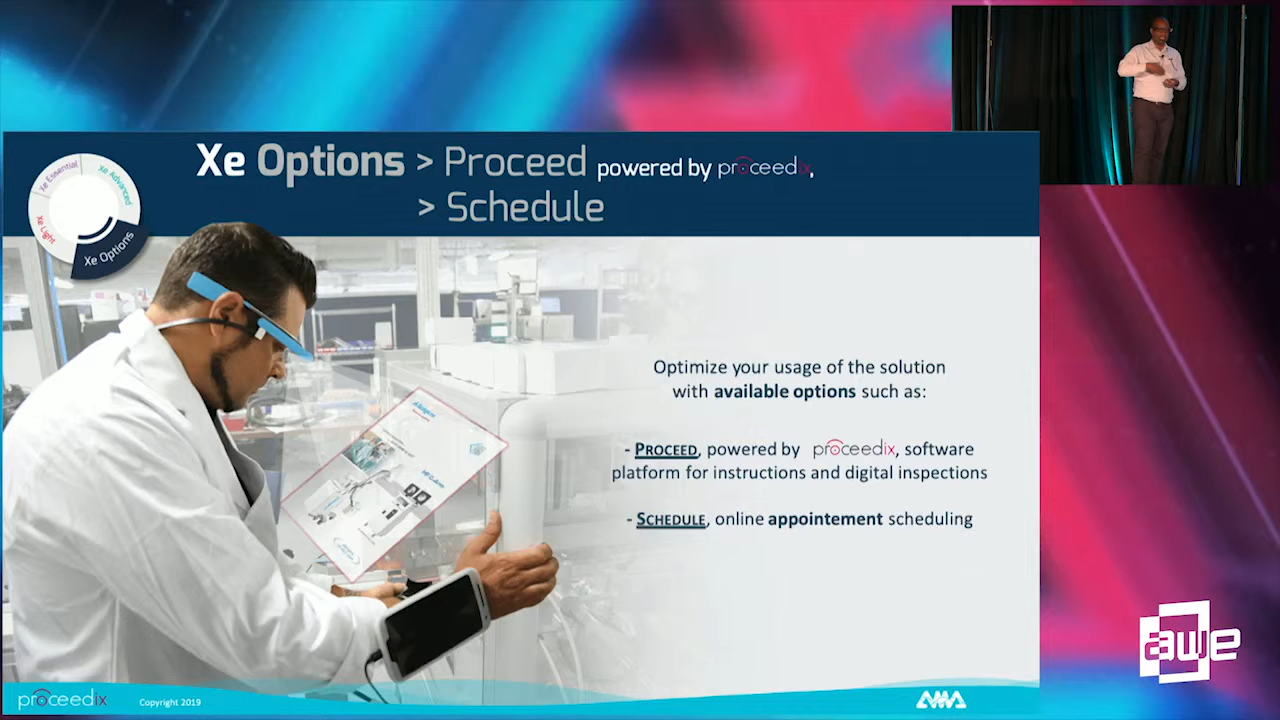 Xe Options > Proceed powered by proceedix,
> Schedule
Xe Essential
Xe Advanced
Xe Light
Xe Options
Optimize your usage of the solution
with available options such as:
- PROCEED, powered by proceedix, software
platform for instructions and digital inspections
- SCHEDULE, online appointement scheduling
proceedix
Copyright 2019
AMA
awe